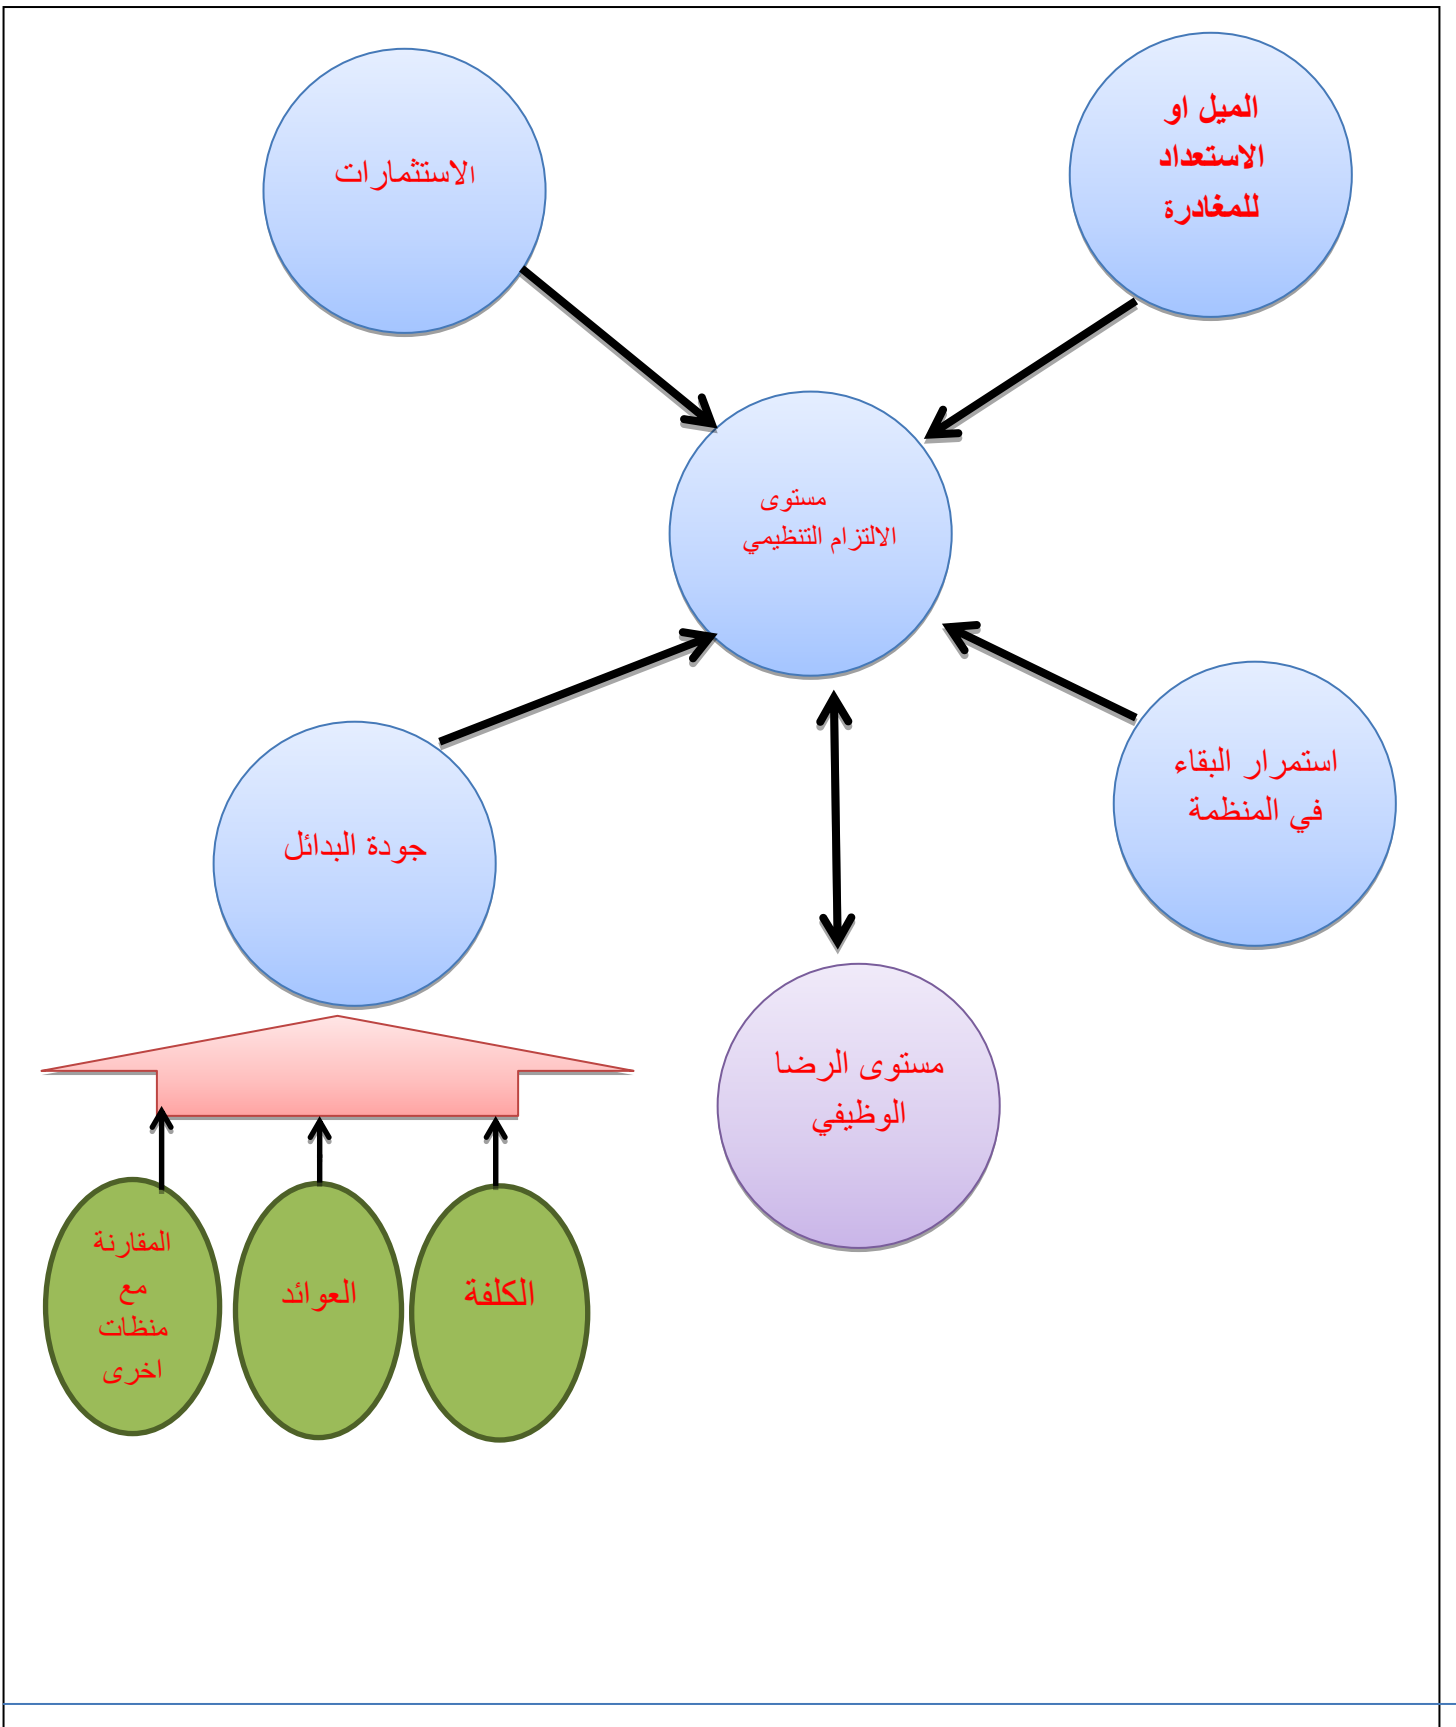 الميل او
الاستعداد
للمغادرة
الاستثمارات
مستوى
الالتزام التنظيمي
استمرار البقاء
في المنظمة
جودة البدائل
مستوى الرضا
الوظيفي
الكلفة
العوائد
المقارنة
مع
منظات
اخرى